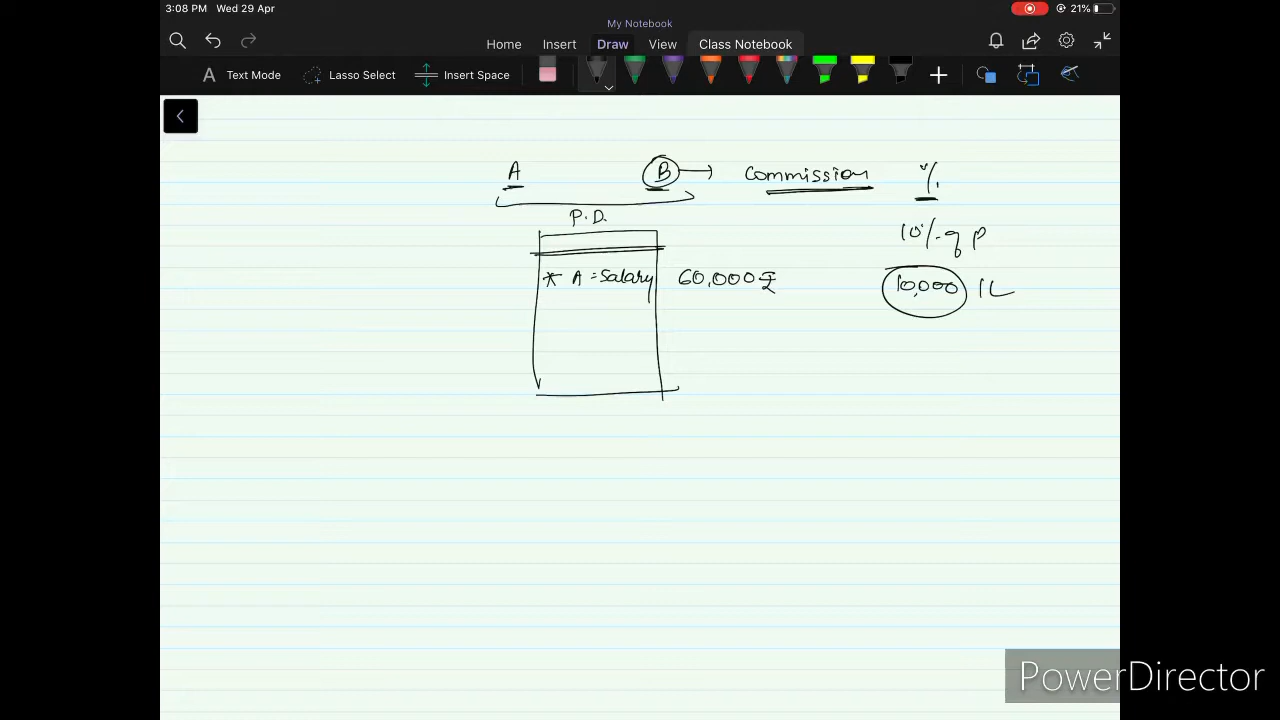 3:08 PM Wed 29 Apr 21%
My Notebook
Home Insert Draw View Class Notebook
Text Mode Lasso Select Insert Space
A B → Commission %
P.D.
10% of P
* A = Salary 60,000 ₹
10,000 1L
PowerDirector